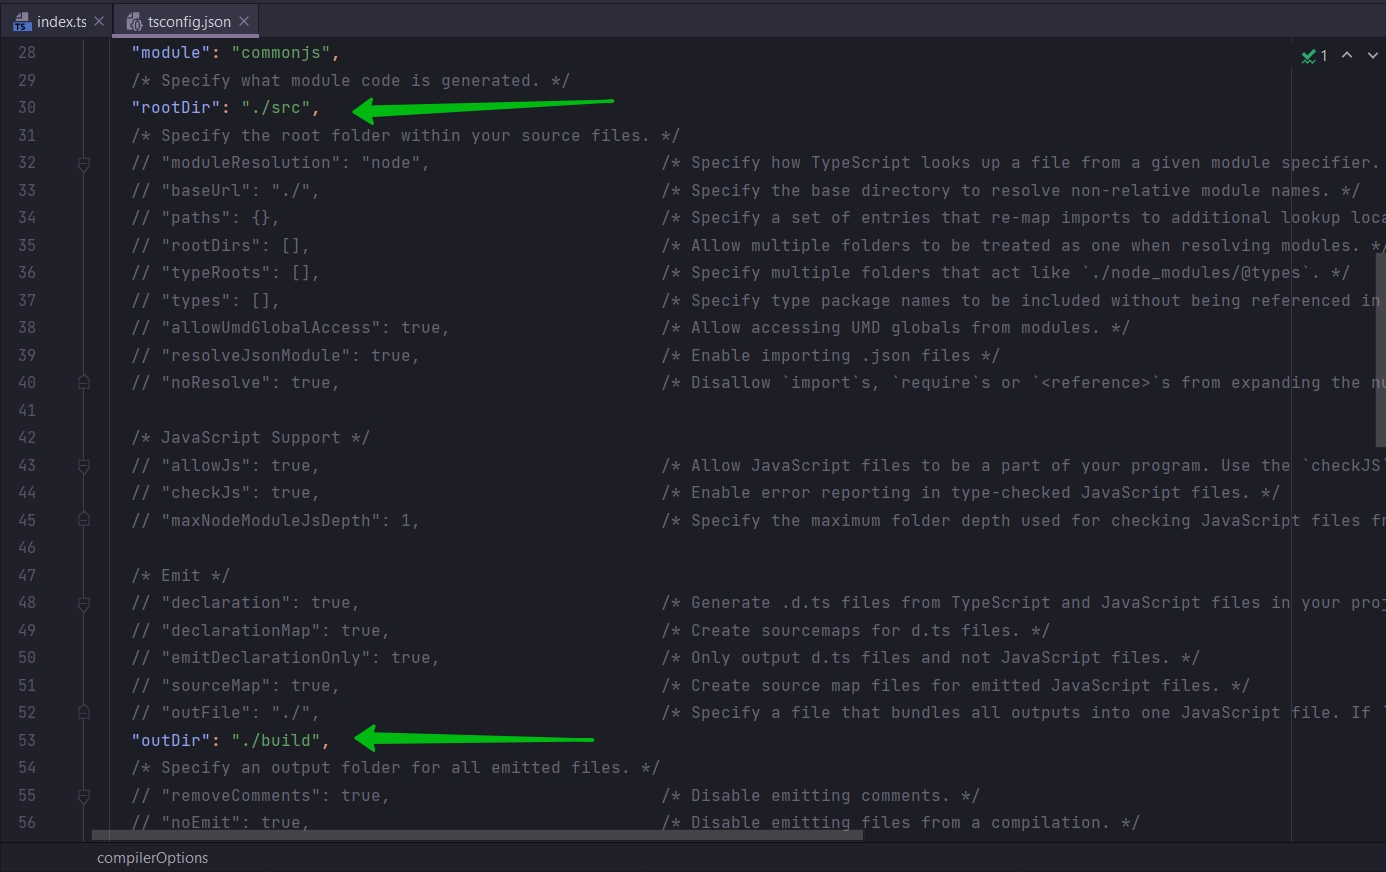 index.ts tsconfig.json
1
28 "module": "commonjs",
29 /* Specify what module code is generated. */
30 "rootDir": "./src",
31 /* Specify the root folder within your source files. */
32 // "moduleResolution": "node", /* Specify how TypeScript looks up a file from a given module specifier.
33 // "baseUrl": "./", /* Specify the base directory to resolve non-relative module names. */
34 // "paths": {}, /* Specify a set of entries that re-map imports to additional lookup loca
35 // "rootDirs": [], /* Allow multiple folders to be treated as one when resolving modules. */
36 // "typeRoots": [], /* Specify multiple folders that act like `./node_modules/@types`. */
37 // "types": [], /* Specify type package names to be included without being referenced in
38 // "allowUmdGlobalAccess": true, /* Allow accessing UMD globals from modules. */
39 // "resolveJsonModule": true, /* Enable importing .json files */
40 // "noResolve": true, /* Disallow `import`s, `require`s or `<reference>`s from expanding the nu
41
42 /* JavaScript Support */
43 // "allowJs": true, /* Allow JavaScript files to be a part of your program. Use the `checkJS`
44 // "checkJs": true, /* Enable error reporting in type-checked JavaScript files. */
45 // "maxNodeModuleJsDepth": 1, /* Specify the maximum folder depth used for checking JavaScript files fr
46
47 /* Emit */
48 // "declaration": true, /* Generate .d.ts files from TypeScript and JavaScript files in your proj
49 // "declarationMap": true, /* Create sourcemaps for d.ts files. */
50 // "emitDeclarationOnly": true, /* Only output d.ts files and not JavaScript files. */
51 // "sourceMap": true, /* Create source map files for emitted JavaScript files. */
52 // "outFile": "./", /* Specify a file that bundles all outputs into one JavaScript file. If `
53 "outDir": "./build",
54 /* Specify an output folder for all emitted files. */
55 // "removeComments": true, /* Disable emitting comments. */
56 // "noEmit": true, /* Disable emitting files from a compilation. */
compilerOptions